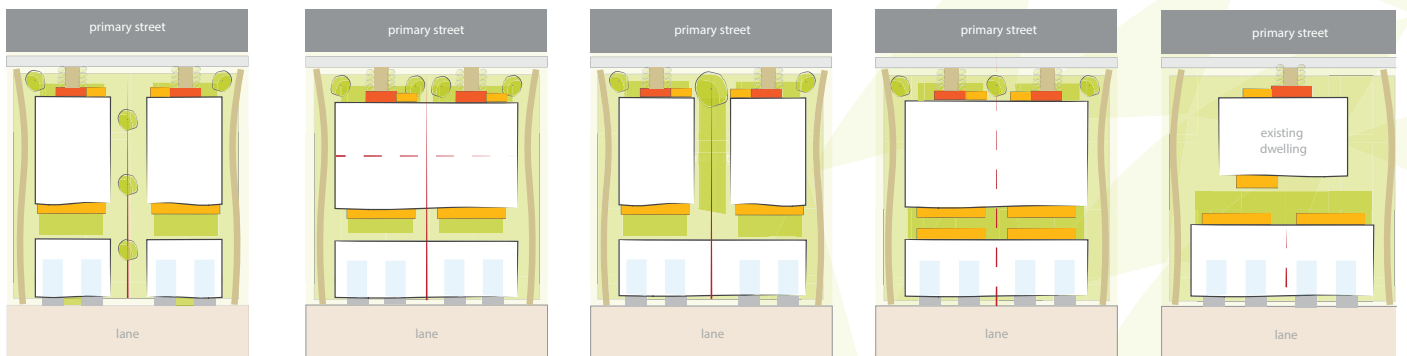 primary street
primary street
primary street
primary street
primary street
existing
dwelling
lane
lane
lane
lane
lane